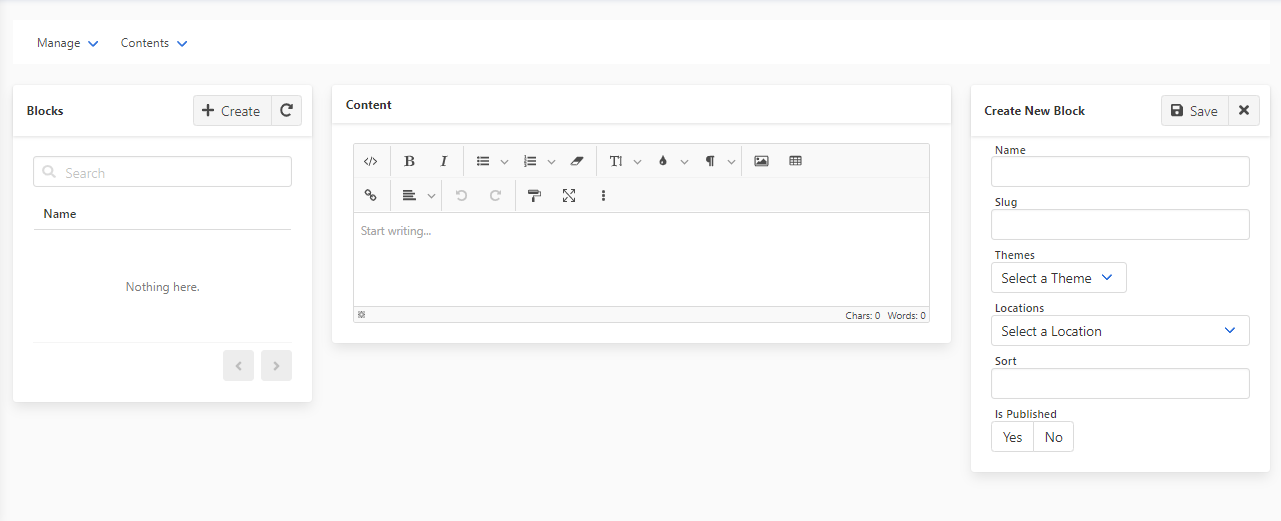 Manage Contents
Blocks
Create
Search
Name
Nothing here.
Content
B I
Start writing...
Chars: 0 Words: 0
Create New Block
Save
Name
Slug
Themes
Select a Theme
Locations
Select a Location
Sort
Is Published
Yes No